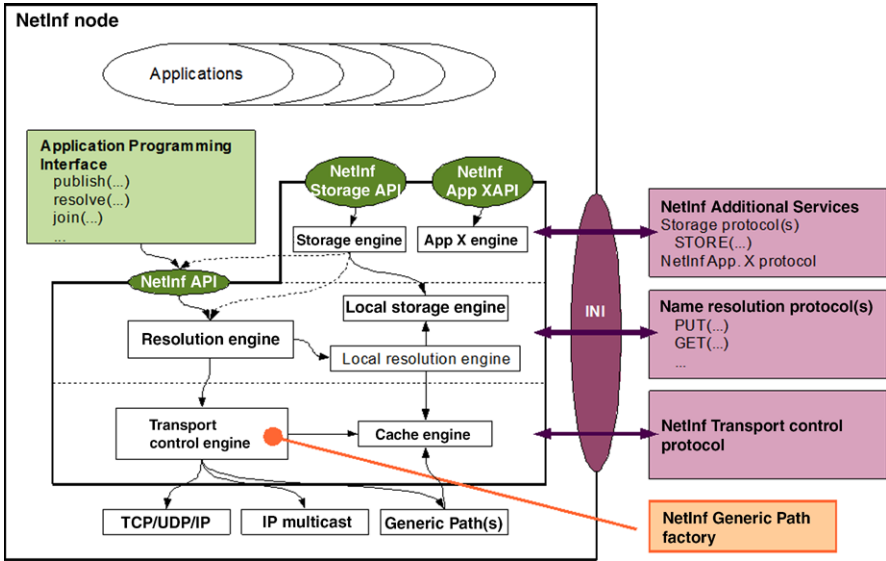 NetInf node
Applications
Application Programming
Interface
publish(...)
resolve(...)
join(...)
...
NetInf
Storage API
NetInf
App XAPI
Storage engine
App X engine
NetInf API
Local storage engine
Resolution engine
Local resolution engine
Transport
control engine
Cache engine
TCP/UDP/IP
IP multicast
Generic Path(s)
INI
NetInf Additional Services
Storage protocol(s)
STORE(...)
NetInf App. X protocol
Name resolution protocol(s)
PUT(...)
GET(...)
...
NetInf Transport control
protocol
NetInf Generic Path
factory